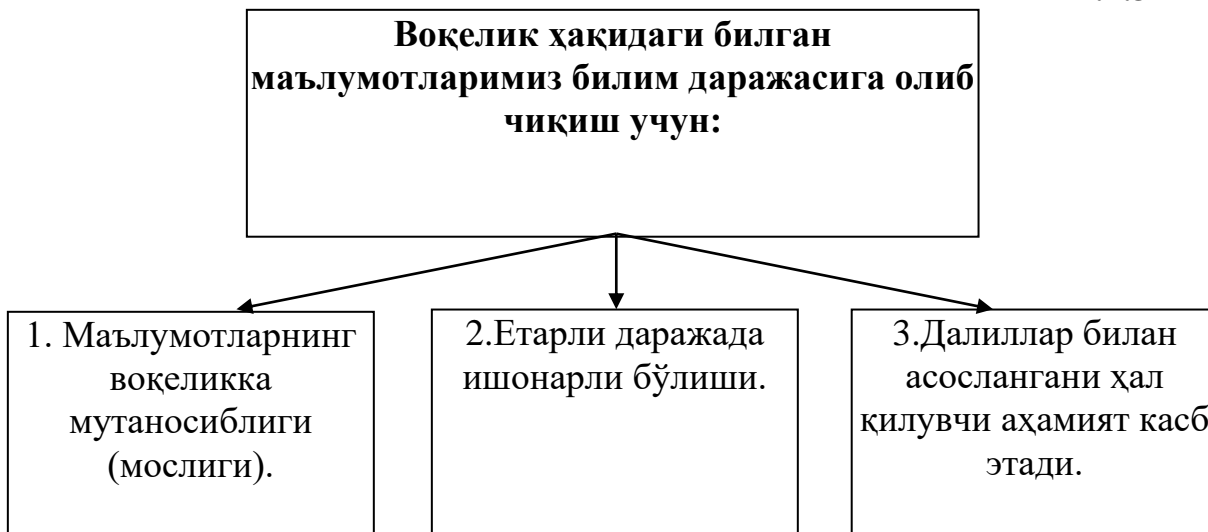 Воқелик ҳақидаги билган
маълумотларимиз билим даражасига олиб
чиқиш учун:
1. Маълумотларнинг
воқеликка
мутаносиблиги
(мослиги).
2.Етарли даражада
ишонарли бўлиши.
3.Далиллар билан
асослангани ҳал
қилувчи аҳамият касб
этади.